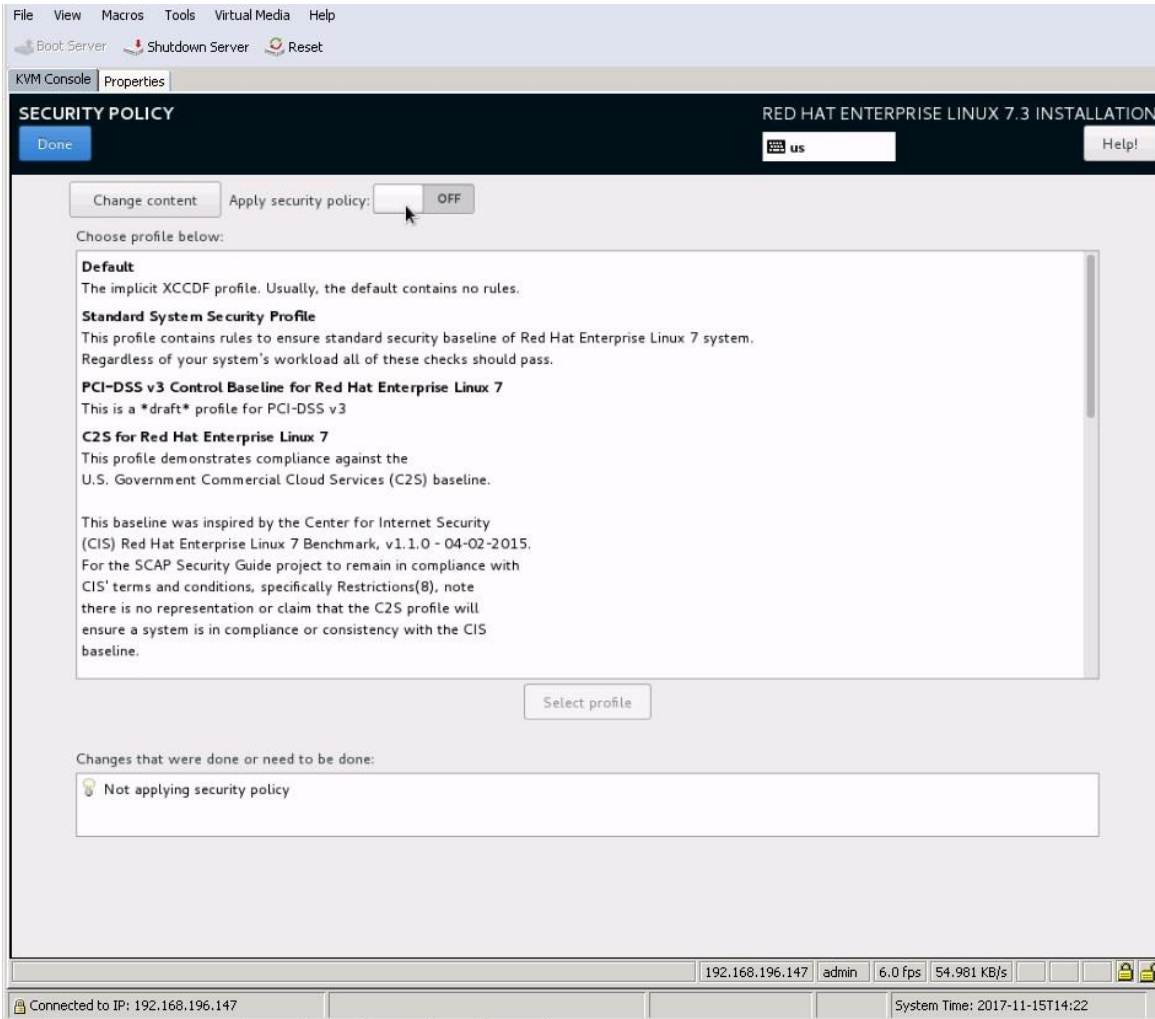 File View Macros Tools Virtual Media Help
Boot Server Shutdown Server Reset
KVM Console Properties
SECURITY POLICY
RED HAT ENTERPRISE LINUX 7.3 INSTALLATION
Done
us
Help!
Change content Apply security policy: OFF
Choose profile below:
Default
The implicit XCCDF profile. Usually, the default contains no rules.
Standard System Security Profile
This profile contains rules to ensure standard security baseline of Red Hat Enterprise Linux 7 system.
Regardless of your system's workload all of these checks should pass.
PCI-DSS v3 Control Baseline for Red Hat Enterprise Linux 7
This is a *draft* profile for PCI-DSS v3
C2S for Red Hat Enterprise Linux 7
This profile demonstrates compliance against the
U.S. Government Commercial Cloud Services (C2S) baseline.
This baseline was inspired by the Center for Internet Security
(CIS) Red Hat Enterprise Linux 7 Benchmark, v1.1.0 - 04-02-2015.
For the SCAP Security Guide project to remain in compliance with
CIS' terms and conditions, specifically Restrictions(8), note
there is no representation or claim that the C2S profile will
ensure a system is in compliance or consistency with the CIS
baseline.
Select profile
Changes that were done or need to be done:
Not applying security policy
192.168.196.147 admin 6.0 fps 54.981 KB/s
Connected to IP: 192.168.196.147 System Time: 2017-11-15T14:22